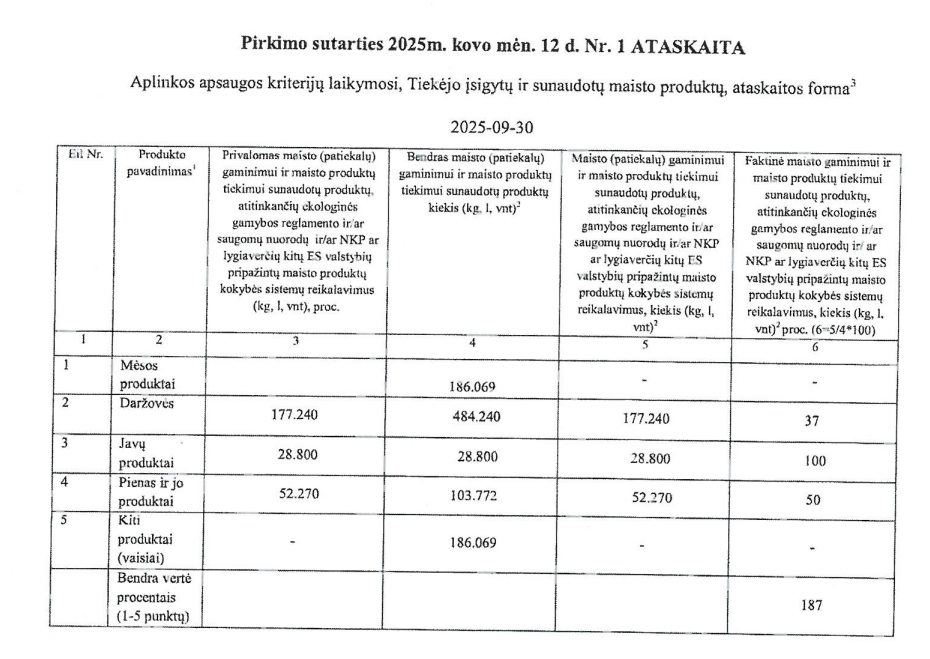 Pirkimo sutarties 2025m. kovo mėn. 12 d. Nr. 1 ATASKAITA
Aplinkos apsaugos kriterijų laikymosi, Tiekėjo įsigytų ir sunaudotų maisto produktų, ataskaitos forma³
2025-09-30
Eil Nr.
Produkto
pavadinimas¹
Privalomas maisto (patiekalų)
gaminimui ir maisto produktų
tiekimui sunaudotų produktų,
atitinkančių ekologinės
gamybos reglamento ir/ar
saugomų nuorodų ir/ar NKP ar
lygiaverčių kitų ES valstybių
pripažintų maisto produktų
kokybės sistemų reikalavimus
(kg, l, vnt), proc.
Bendras maisto (patiekalų)
gaminimui ir maisto produktų
tiekimui sunaudotų produktų
kiekis (kg, l, vnt)²
Maisto (patiekalų) gaminimui
ir maisto produktų tiekimui
sunaudotų produktų,
atitinkančių ekologinės
gamybos reglamento ir/ar
saugomų nuorodų ir/ar NKP
ar lygiaverčių kitų ES
valstybių pripažintų maisto
produktų kokybės sistemų
reikalavimus, kiekis (kg, l,
vnt)²
Faktinė maisto gaminimui ir
maisto produktų tiekimui
sunaudotų produktų,
atitinkančių ekologinės
gamybos reglamento ir/ar
saugomų nuorodų ir/ ar
NKP ar lygiaverčių kitų ES
valstybių pripažintų maisto
produktų kokybės sistemų
reikalavimus, kiekis (kg, l,
vnt)² proc. (6=5/4*100)
1 2 3 4 5 6
1 Mėsos
produktai 186.069 - -
2 Daržovės 177.240 484.240 177.240 37
3 Javų
produktai 28.800 28.800 28.800 100
4 Pienas ir jo
produktai 52.270 103.772 52.270 50
5 Kiti
produktai
(vaisiai) - 186.069 - -
Bendra vertė
procentais
(1-5 punktų) 187